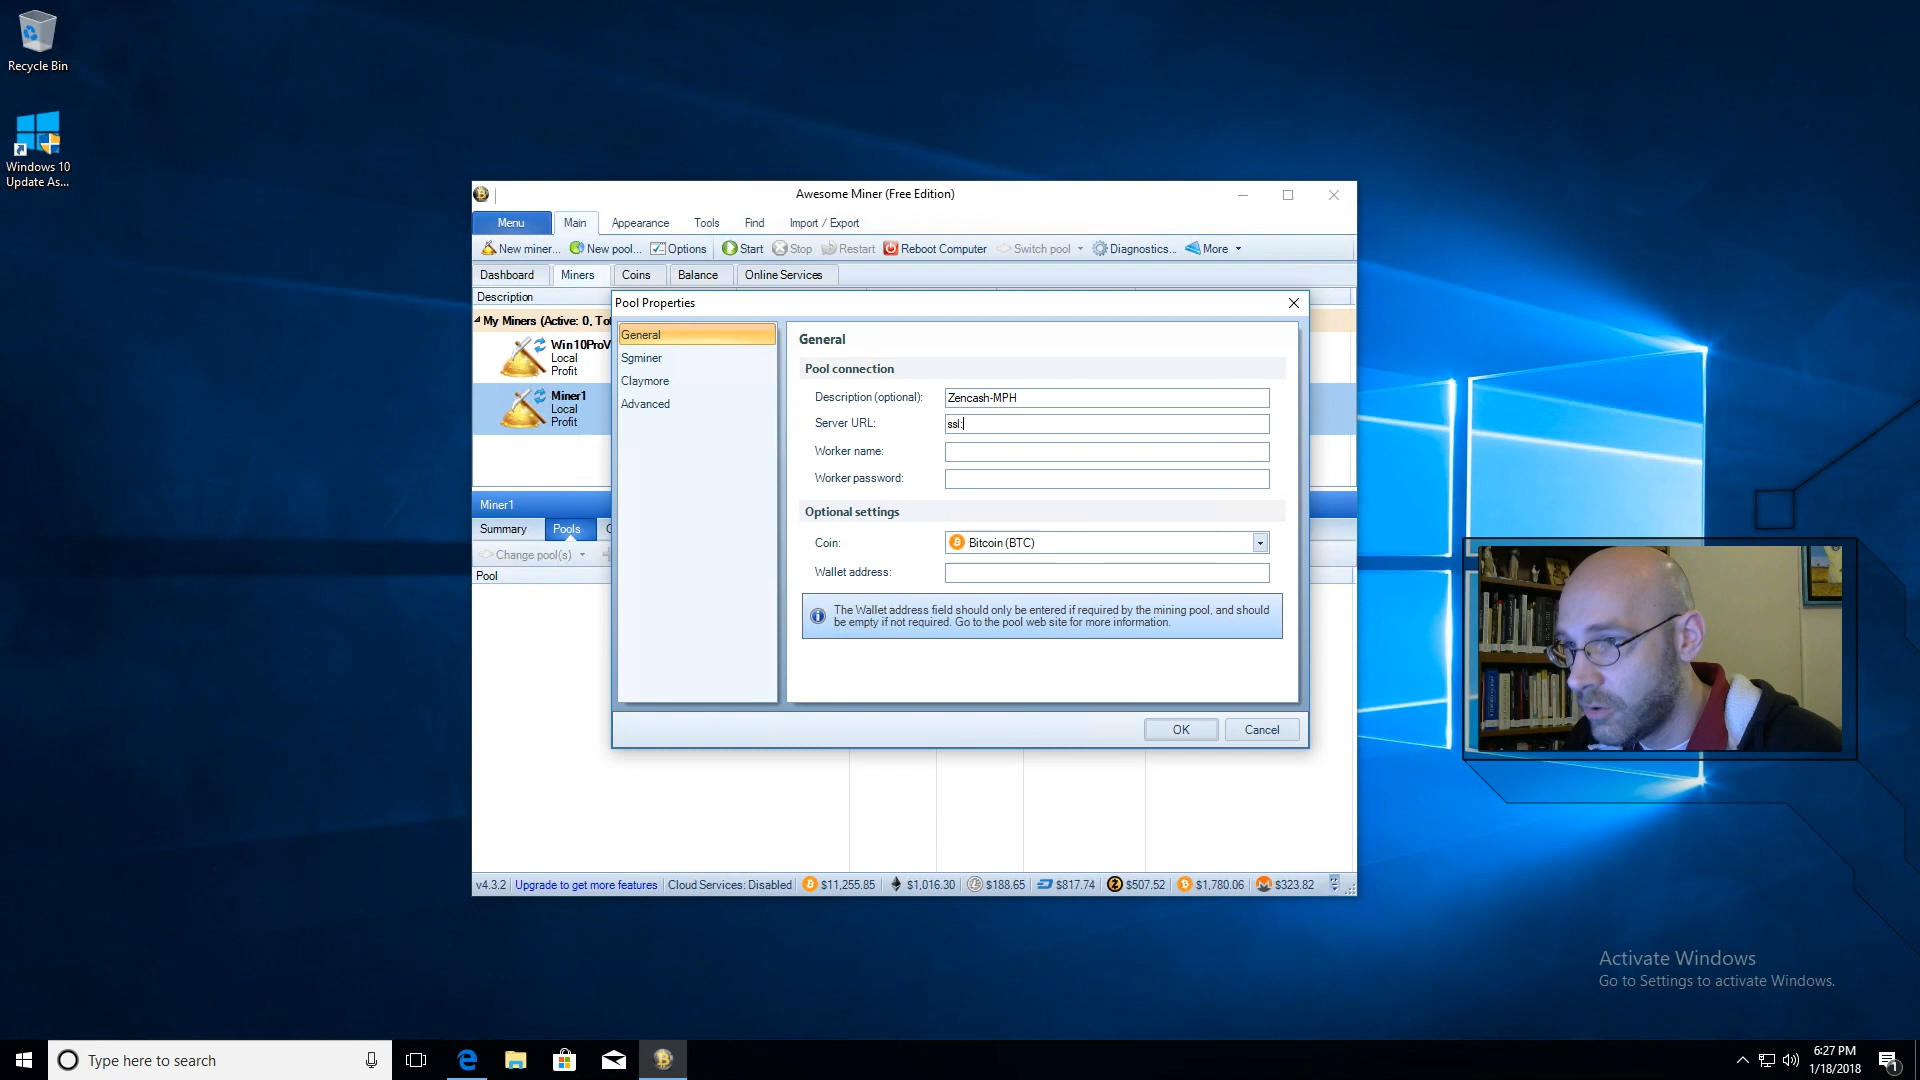 Recycle Bin
Windows 10
Update As...
Awesome Miner (Free Edition)
Menu Main Appearance Tools Find Import / Export
New miner... New pool... Options Start Stop Restart Reboot Computer Switch pool Diagnostics... More
Dashboard Miners Coins Balance Online Services
Description
My Miners (Active: 0, To
Win10ProV
Local
Profit
Miner1
Local
Profit
Miner1
Summary Pools
Change pool(s)
Pool
Pool Properties
General
Sgminer
Claymore
Advanced
General
Pool connection
Description (optional): Zencash-MPH
Server URL: ssl:
Worker name:
Worker password:
Optional settings
Coin: Bitcoin (BTC)
Wallet address:
The Wallet address field should only be entered if required by the mining pool, and should
be empty if not required. Go to the pool web site for more information.
OK Cancel
v4.3.2 Upgrade to get more features Cloud Services: Disabled $11,255.85 $1,016.30 $188.65 $817.74 $507.52 $1,780.06 $323.82
Activate Windows
Go to Settings to activate Windows.
Type here to search
6:27 PM
1/18/2018
1